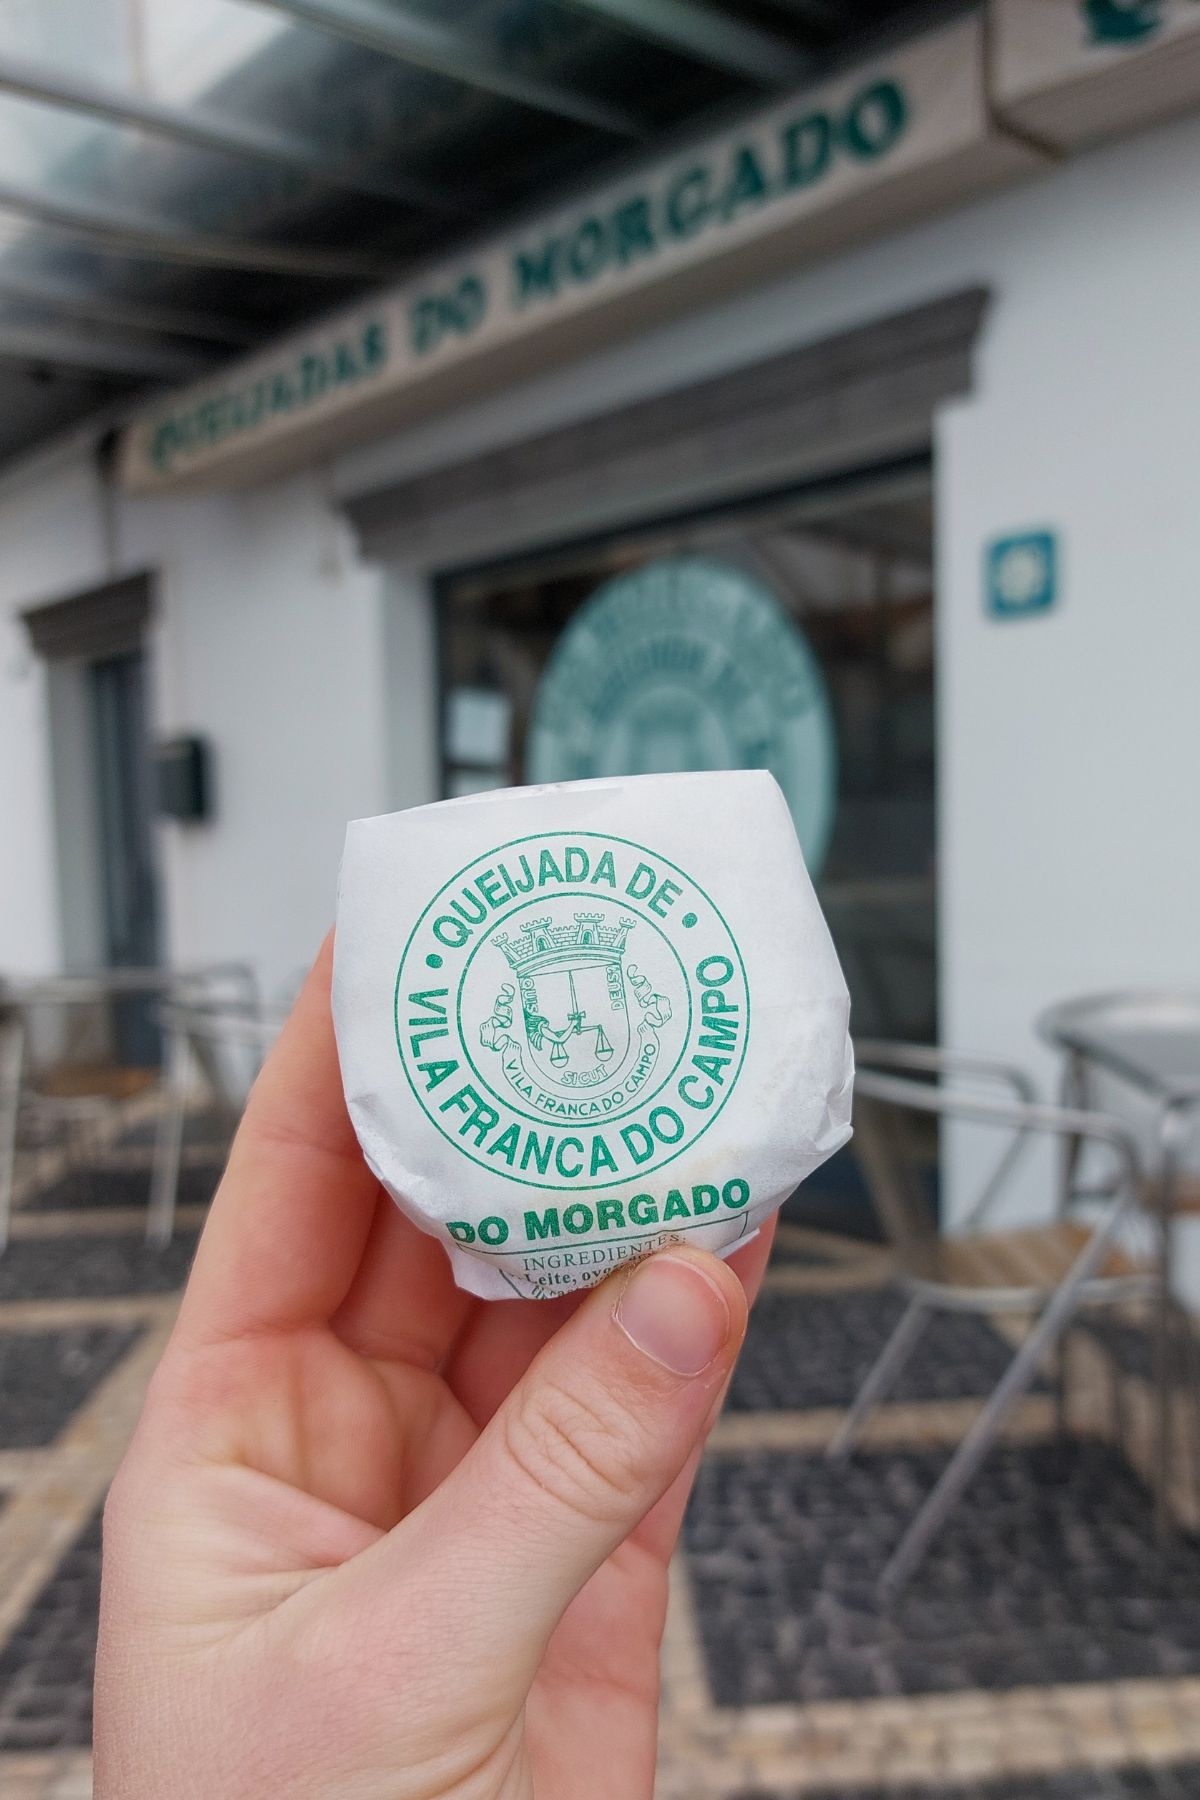 QUEIJADAS DO MORGADO
• QUEIJADA DE •
VILA FRANCA DO CAMPO
QUIS
SICUT
DEUS?
VILA FRANCA DO CAMPO
DO MORGADO
INGREDIENTES:
Leite,